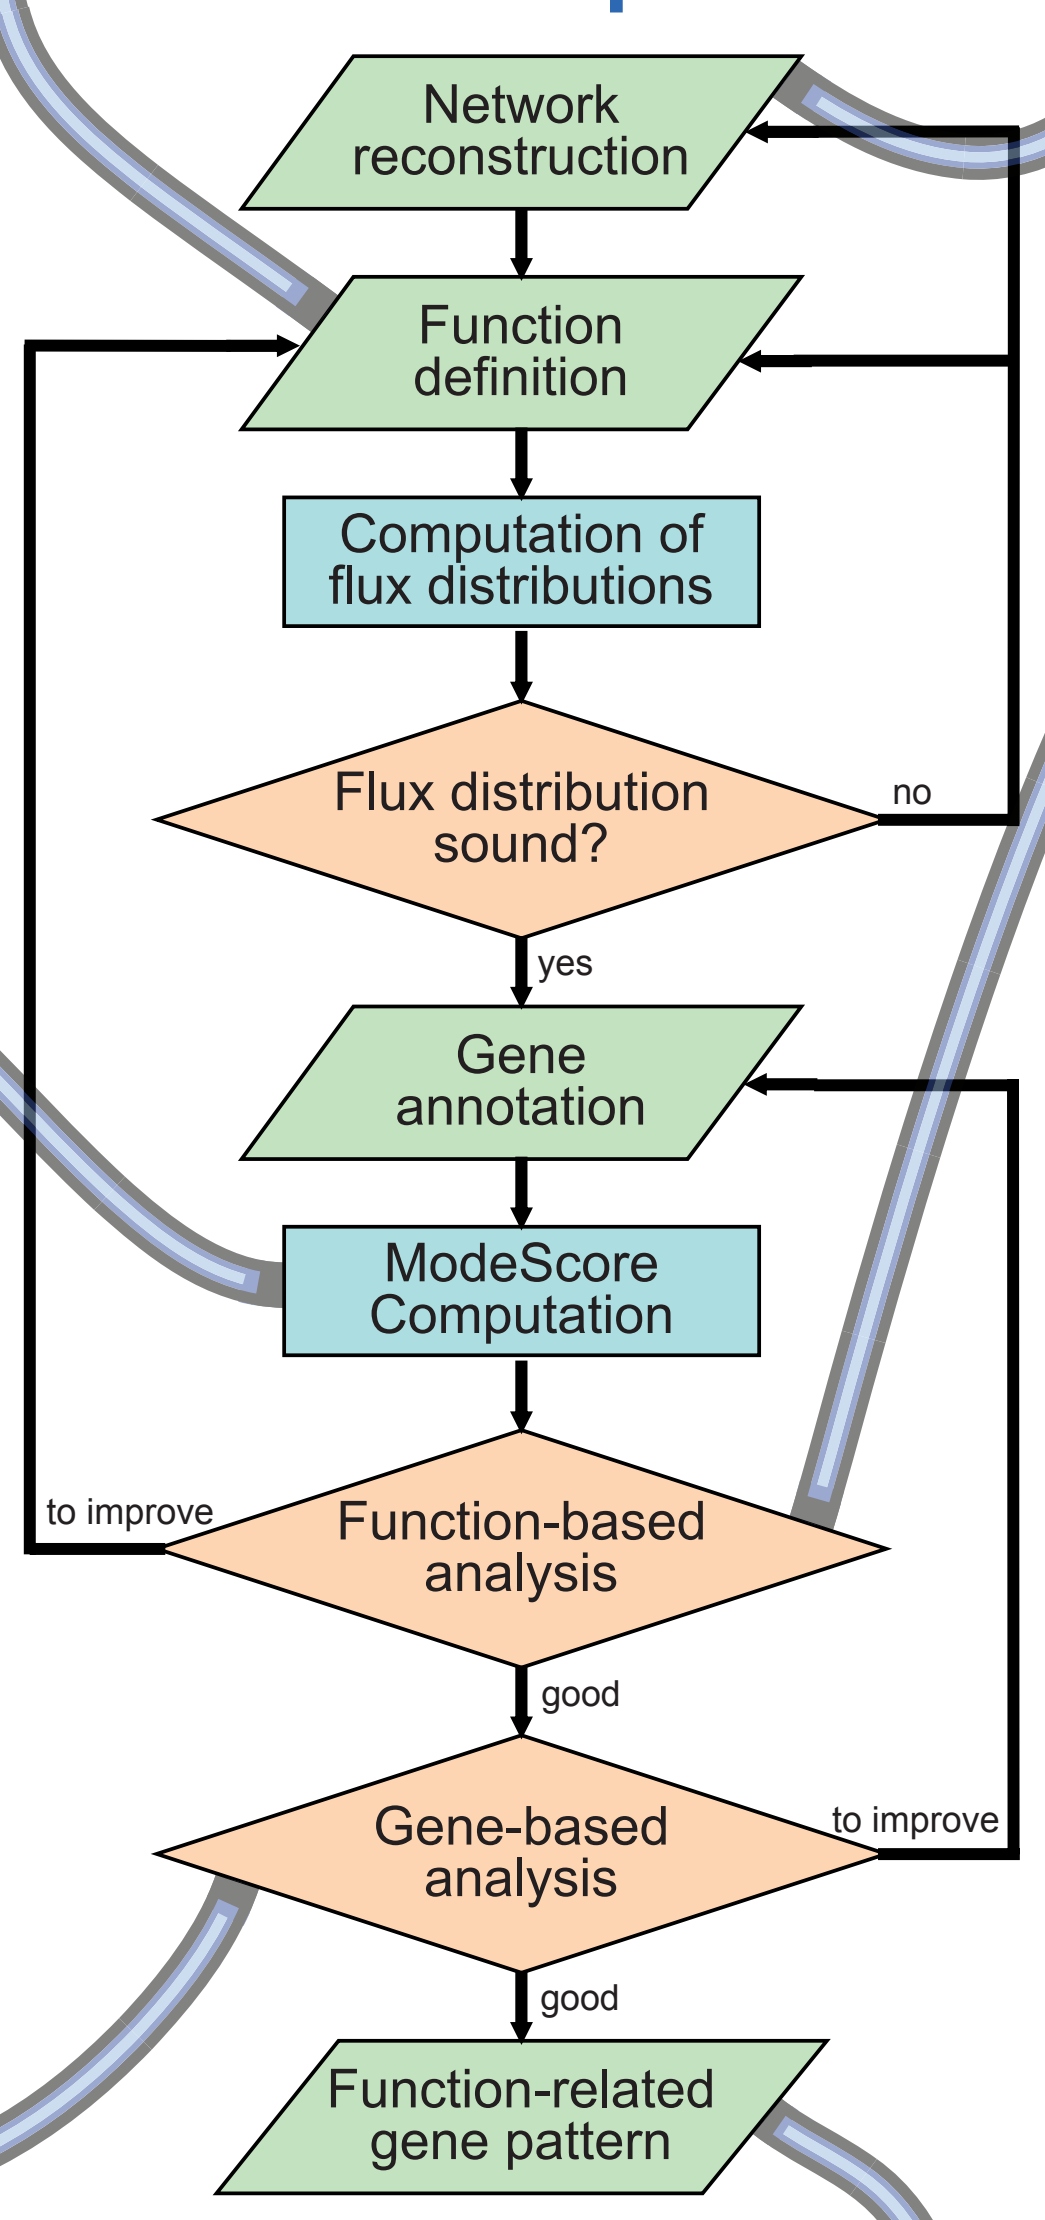 Network
reconstruction
Function
definition
Computation of
flux distributions
Flux distribution
sound?
no
yes
Gene
annotation
ModeScore
Computation
to improve
Function-based
analysis
good
Gene-based
analysis
to improve
good
Function-related
gene pattern